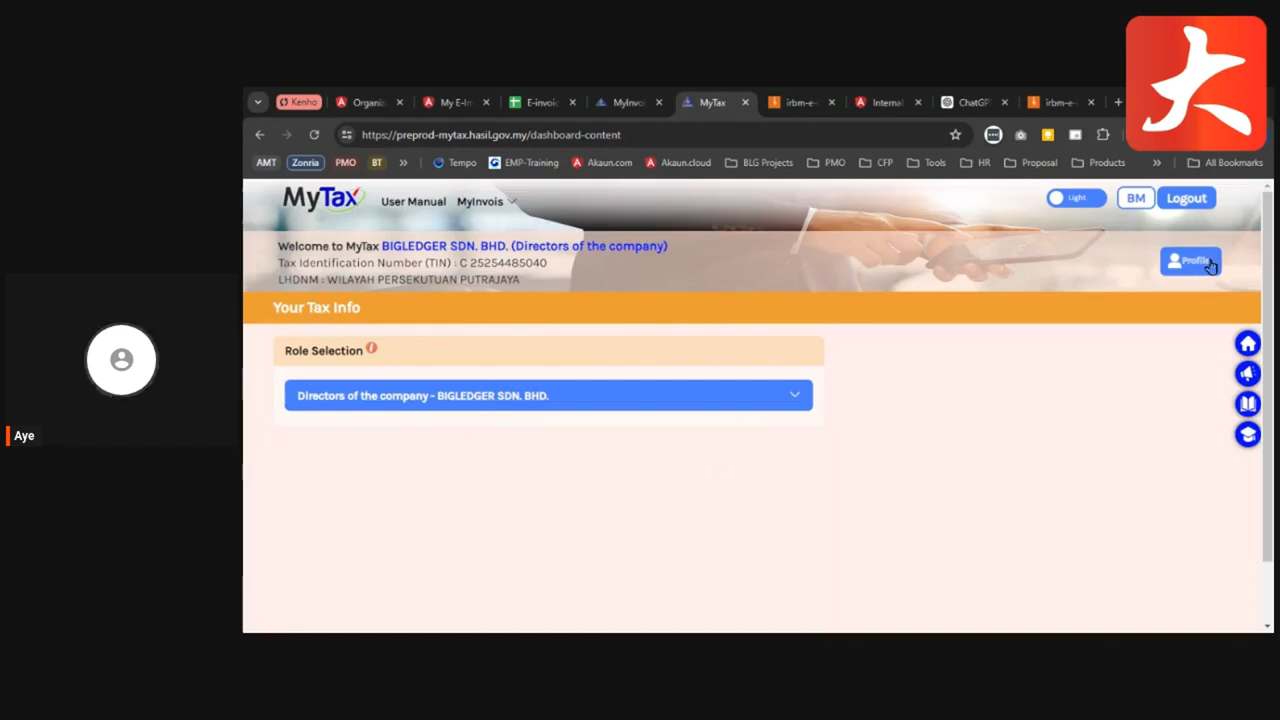 大
Kenho
Organiz
My E-In
E-invoic
MyInvoi
MyTax
irbm-e-
Internal
ChatGP
irbm-e-
https://preprod-mytax.hasil.gov.my/dashboard-content
AMT
Zonria
PMO
BT
»
Tempo
EMP-Training
Akaun.com
Akaun.cloud
BLG Projects
PMO
CFP
Tools
HR
Proposal
Products
»
All Bookmarks
MyTax
User Manual
MyInvois
Light
BM
Logout
Welcome to MyTax BIGLEDGER SDN. BHD. (Directors of the company)
Tax Identification Number (TIN) : C 25254485040
LHDNM : WILAYAH PERSEKUTUAN PUTRAJAYA
Profile
Your Tax Info
Role Selection
Directors of the company - BIGLEDGER SDN. BHD.
Aye